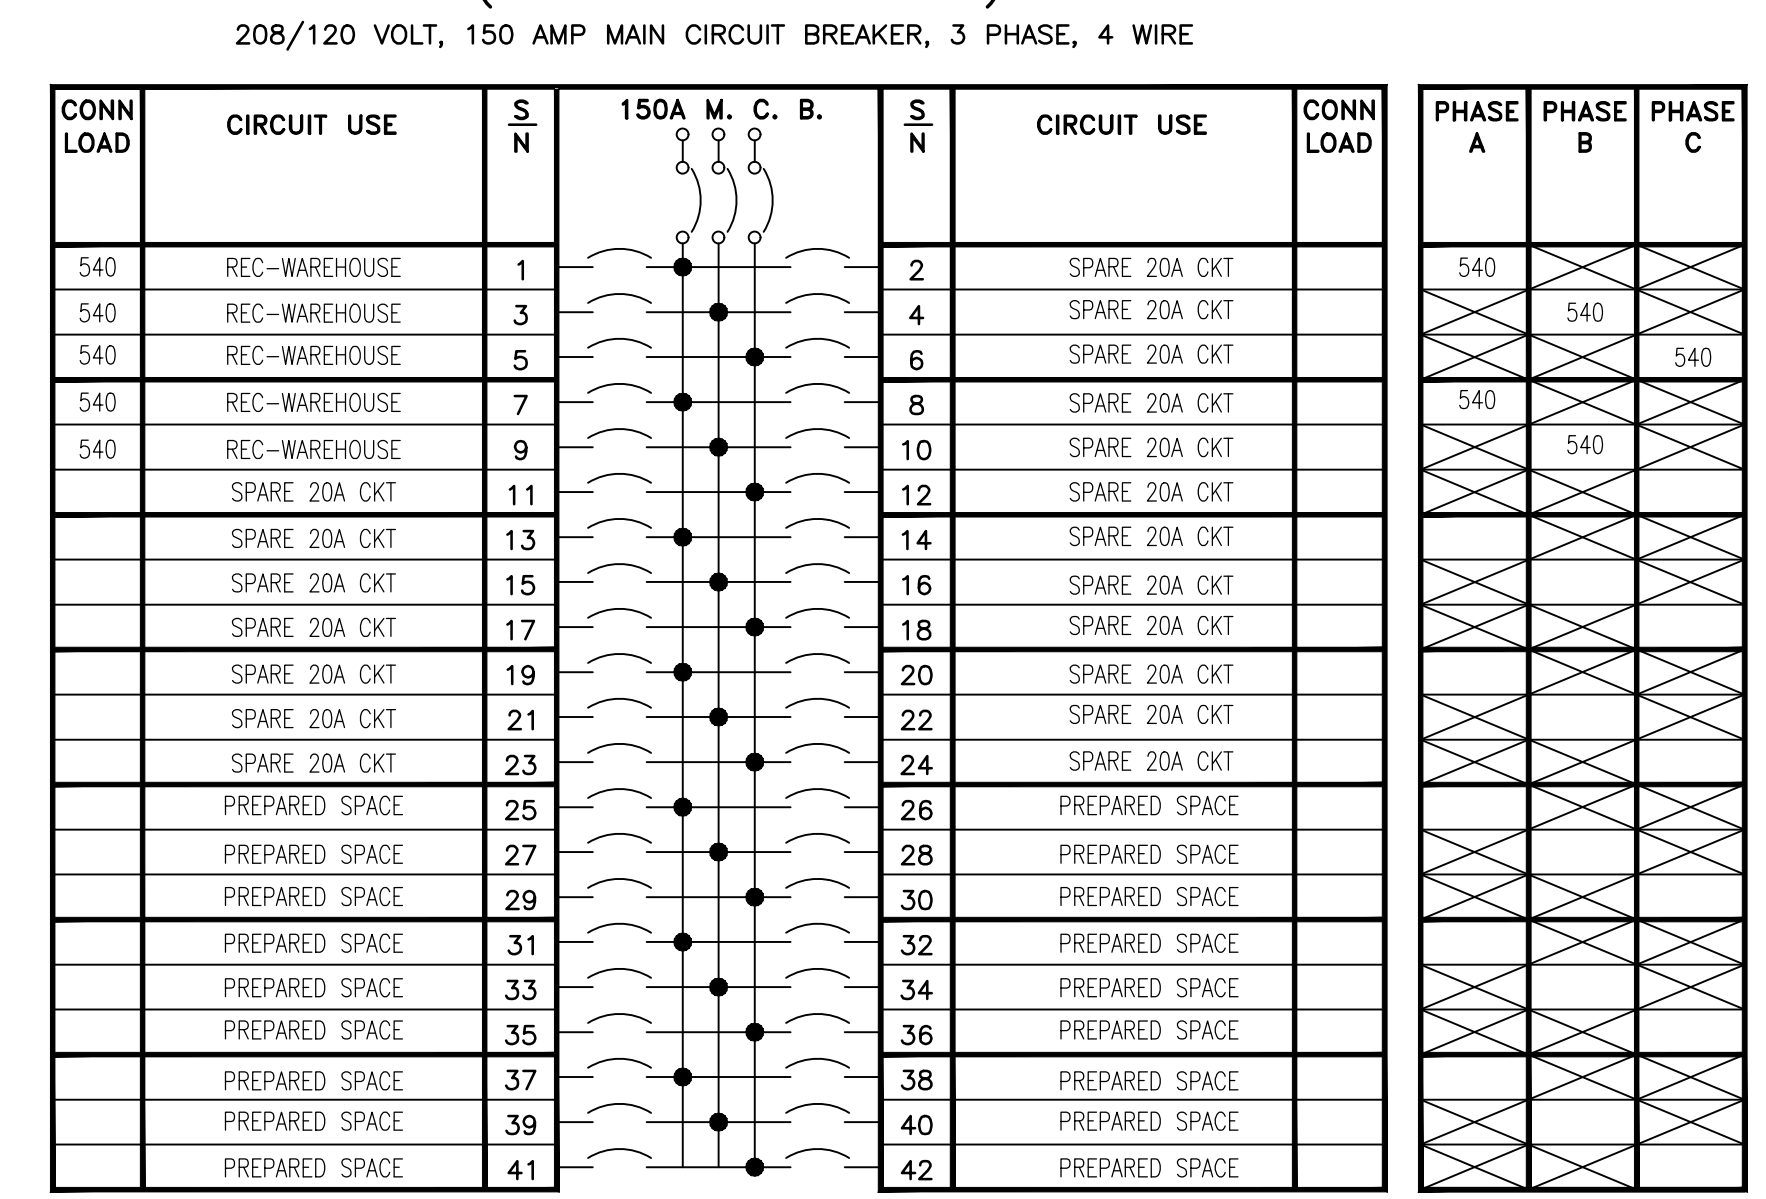 208/120 VOLT, 150 AMP MAIN CIRCUIT BREAKER, 3 PHASE, 4 WIRE
CONN LOAD CIRCUIT USE S/N 150A M. C. B. S/N CIRCUIT USE CONN LOAD PHASE A PHASE B PHASE C
540 REC-WAREHOUSE 1 2 SPARE 20A CKT 540
540 REC-WAREHOUSE 3 4 SPARE 20A CKT 540
540 REC-WAREHOUSE 5 6 SPARE 20A CKT 540
540 REC-WAREHOUSE 7 8 SPARE 20A CKT 540
540 REC-WAREHOUSE 9 10 SPARE 20A CKT 540
SPARE 20A CKT 11 12 SPARE 20A CKT
SPARE 20A CKT 13 14 SPARE 20A CKT
SPARE 20A CKT 15 16 SPARE 20A CKT
SPARE 20A CKT 17 18 SPARE 20A CKT
SPARE 20A CKT 19 20 SPARE 20A CKT
SPARE 20A CKT 21 22 SPARE 20A CKT
SPARE 20A CKT 23 24 SPARE 20A CKT
PREPARED SPACE 25 26 PREPARED SPACE
PREPARED SPACE 27 28 PREPARED SPACE
PREPARED SPACE 29 30 PREPARED SPACE
PREPARED SPACE 31 32 PREPARED SPACE
PREPARED SPACE 33 34 PREPARED SPACE
PREPARED SPACE 35 36 PREPARED SPACE
PREPARED SPACE 37 38 PREPARED SPACE
PREPARED SPACE 39 40 PREPARED SPACE
PREPARED SPACE 41 42 PREPARED SPACE